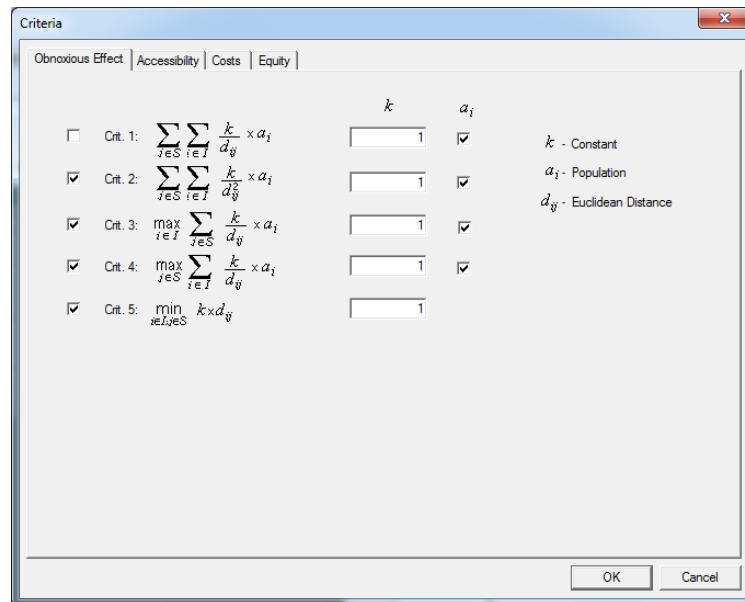 Criteria
Obnoxious Effect Accessibility Costs Equity
k a_i
Crit. 1: ∑_{j∈S} ∑_{i∈I} k/d_{ij} × a_i 1
Crit. 2: ∑_{j∈S} ∑_{i∈I} k/d_{ij}^2 × a_i 1
Crit. 3: max_{i∈I} ∑_{j∈S} k/d_{ij} × a_i 1
Crit. 4: max_{j∈S} ∑_{i∈I} k/d_{ij} × a_i 1
Crit. 5: min_{i∈I,j∈S} k×d_{ij} 1
k - Constant
a_i - Population
d_{ij} - Euclidean Distance
OK Cancel